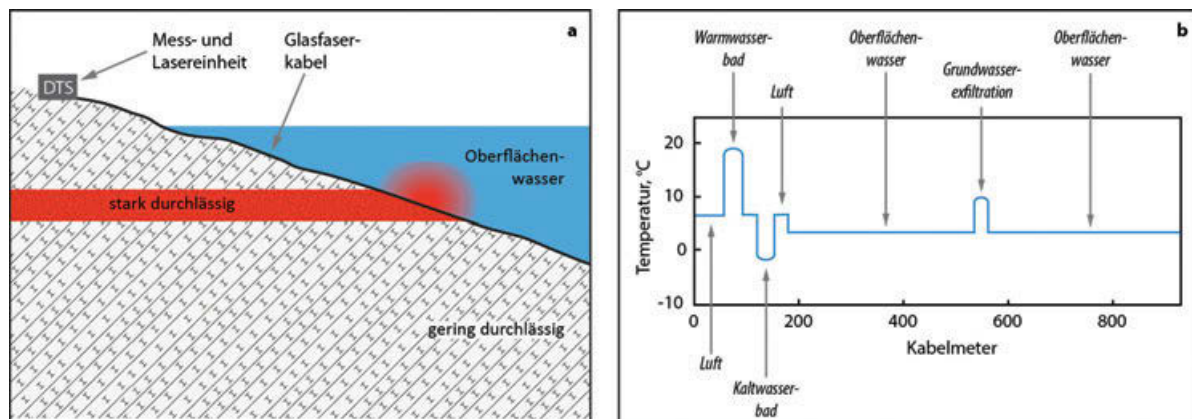 a
Mess- und
Lasereinheit
Glasfaser-
kabel
DTS
Oberflächen-
wasser
stark durchlässig
gering durchlässig
b
Warmwasser-
bad
Oberflächen-
wasser
Oberflächen-
wasser
Grundwasser-
exfiltration
Luft
Temperatur, °C
20
10
0
-10
0
200
400
600
800
Kabelmeter
Luft
Kaltwasser-
bad